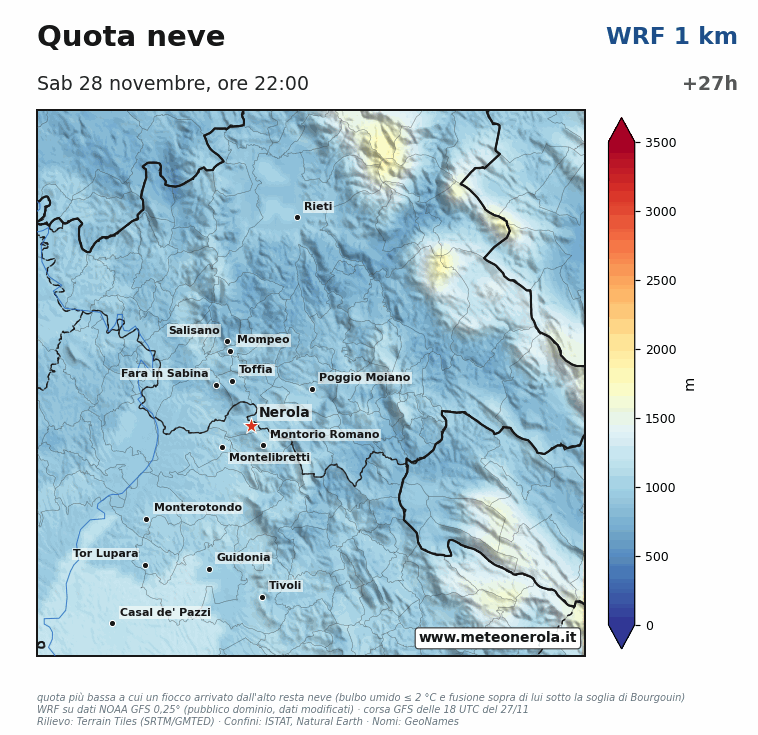 Quota neve
WRF 1 km
Sab 28 novembre, ore 22:00
+27h
Rieti
Salisano
Mompeo
Toffia
Fara in Sabina
Poggio Moiano
Nerola
Montorio Romano
Montelibretti
Monterotondo
Tor Lupara
Guidonia
Tivoli
Casal de' Pazzi
www.meteonerola.it
3500
3000
2500
2000
1500
1000
500
0
m
quota più bassa a cui un fiocco arrivato dall'alto resta neve (bulbo umido ≤ 2 °C e fusione sopra di lui sotto la soglia di Bourgouin)
WRF su dati NOAA GFS 0,25° (pubblico dominio, dati modificati) · corsa GFS delle 18 UTC del 27/11
Rilievo: Terrain Tiles (SRTM/GMTED) · Confini: ISTAT, Natural Earth · Nomi: GeoNames